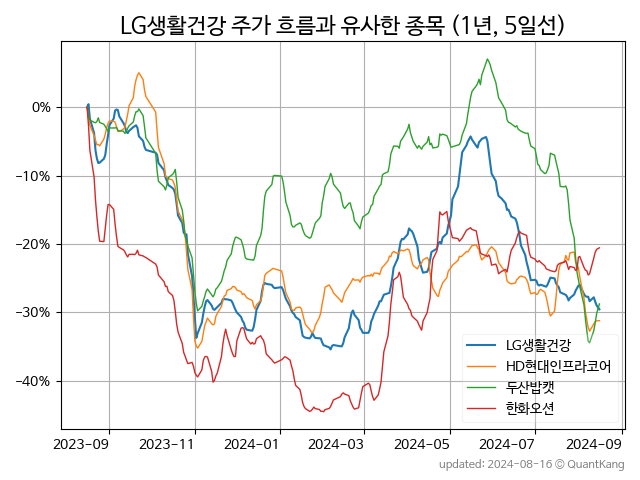 LG생활건강 주가 흐름과 유사한 종목 (1년, 5일선)
0%
−10%
−20%
−30%
−40%
LG생활건강
HD현대인프라코어
두산밥캣
한화오션
2023−09
2023−11
2024−01
2024−03
2024−05
2024−07
2024−09
updated: 2024-08-16 © QuantKang